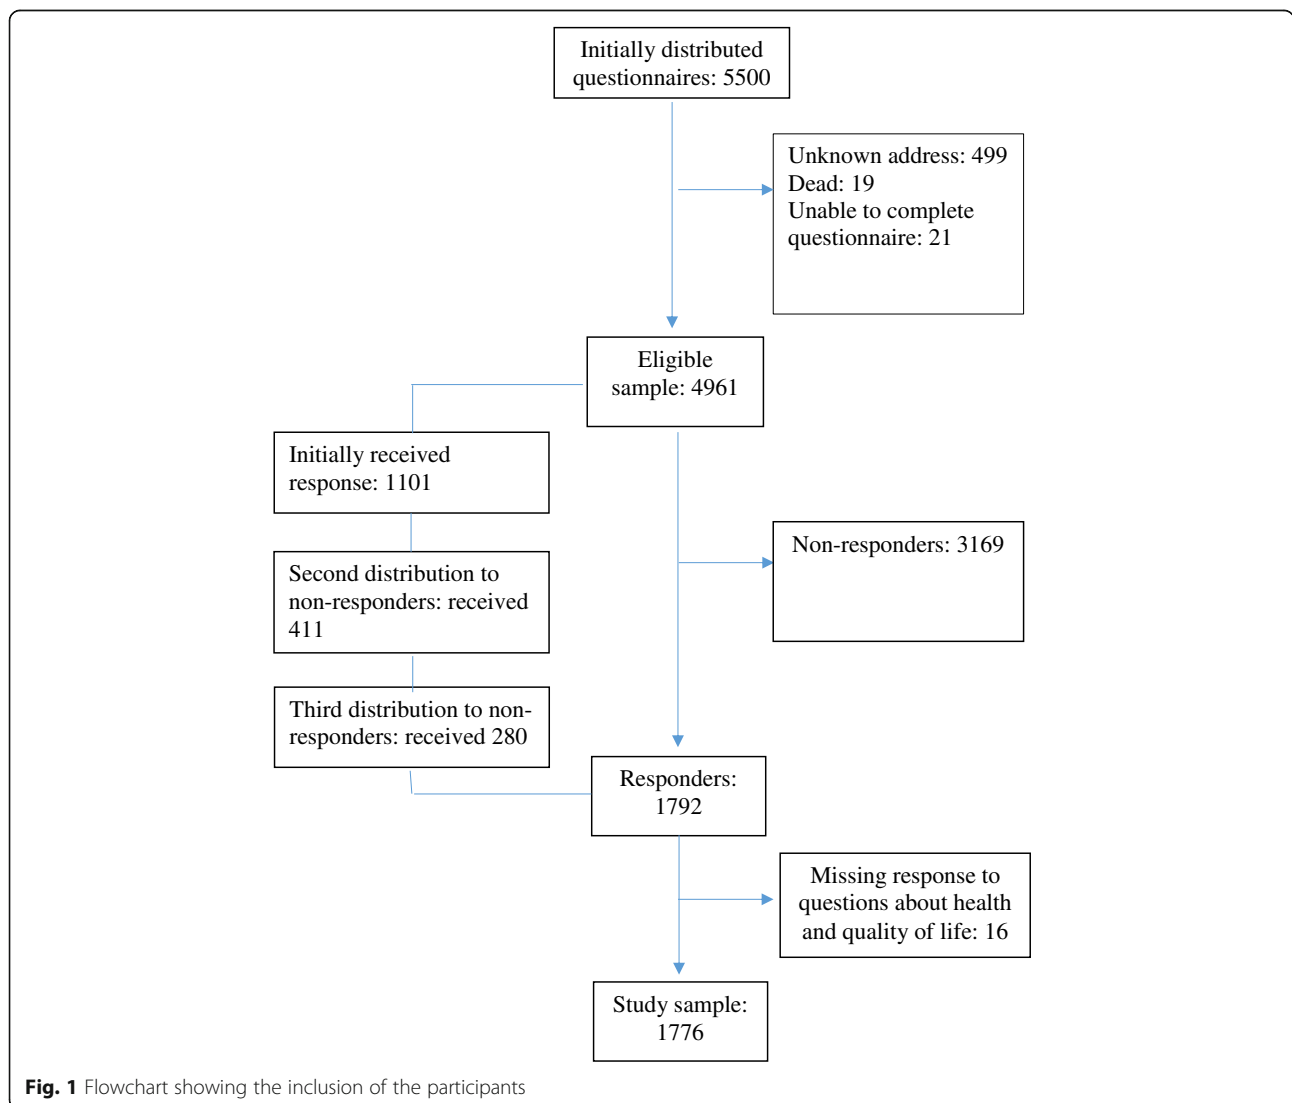 Initially distributed
questionnaires: 5500
Unknown address: 499
Dead: 19
Unable to complete
questionnaire: 21
Eligible
sample: 4961
Initially received
response: 1101
Second distribution to
non-responders: received
411
Third distribution to non-
responders: received 280
Non-responders: 3169
Responders:
1792
Missing response to
questions about health
and quality of life: 16
Study sample:
1776
Fig. 1 Flowchart showing the inclusion of the participants